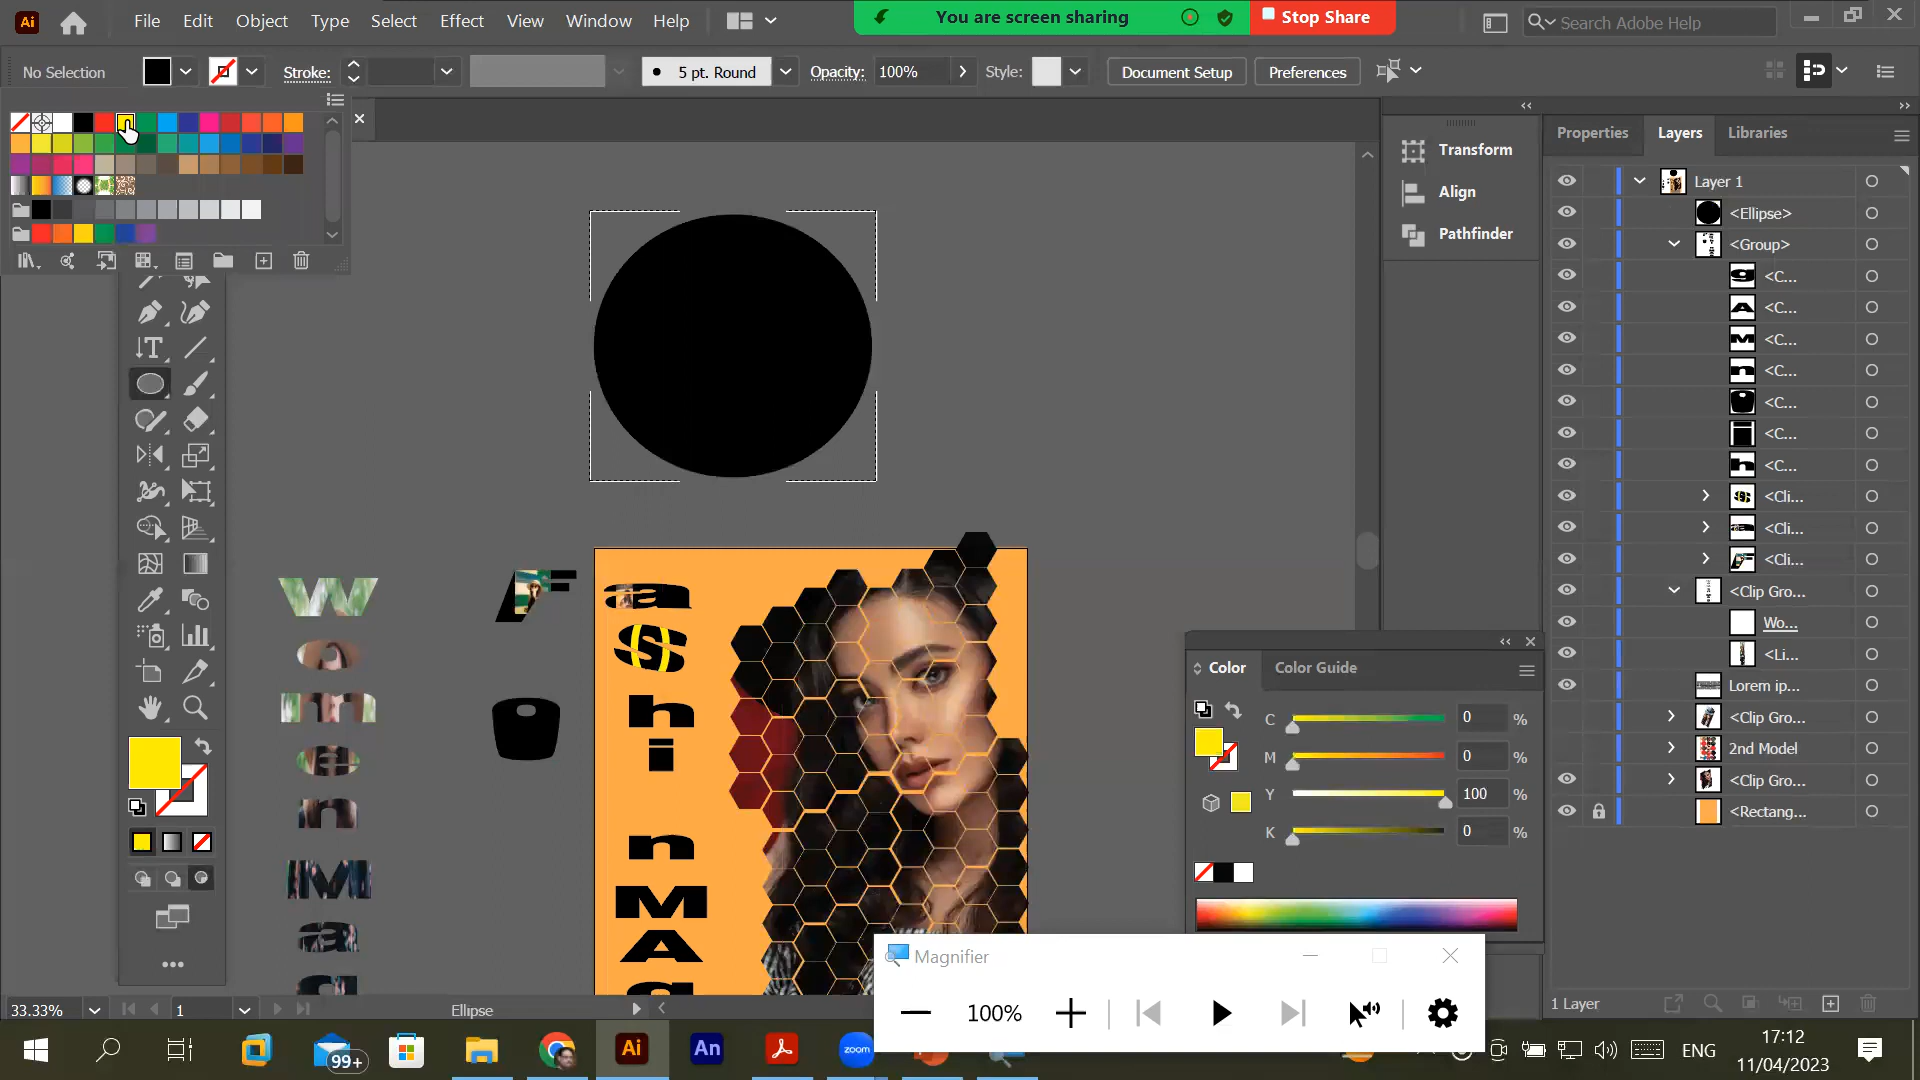 Ai File Edit Object Type Select Effect View Window Help
You are screen sharing Stop Share
Search Adobe Help
No Selection Stroke: 5 pt. Round Opacity: 100% Style: Document Setup Preferences
Transform
Align
Pathfinder
Properties Layers Libraries
Layer 1
<Ellipse>
<Group>
<C...
<C...
<C...
<C...
<C...
<C...
<C...
<Cli...
<Cli...
<Cli...
<Clip Gro...
Wo...
<Li...
Lorem ip...
<Clip Gro...
2nd Model
<Clip Gro...
<Rectang...
1 Layer
w
o
m
e
n
M
a
g
F
a
S
h
i
n
M
A
g
Color Color Guide
C 0 %
M 0 %
Y 100 %
K 0 %
Magnifier
100%
33.33% 1 Ellipse
99+ Ai An zoom
ENG
17:12
11/04/2023